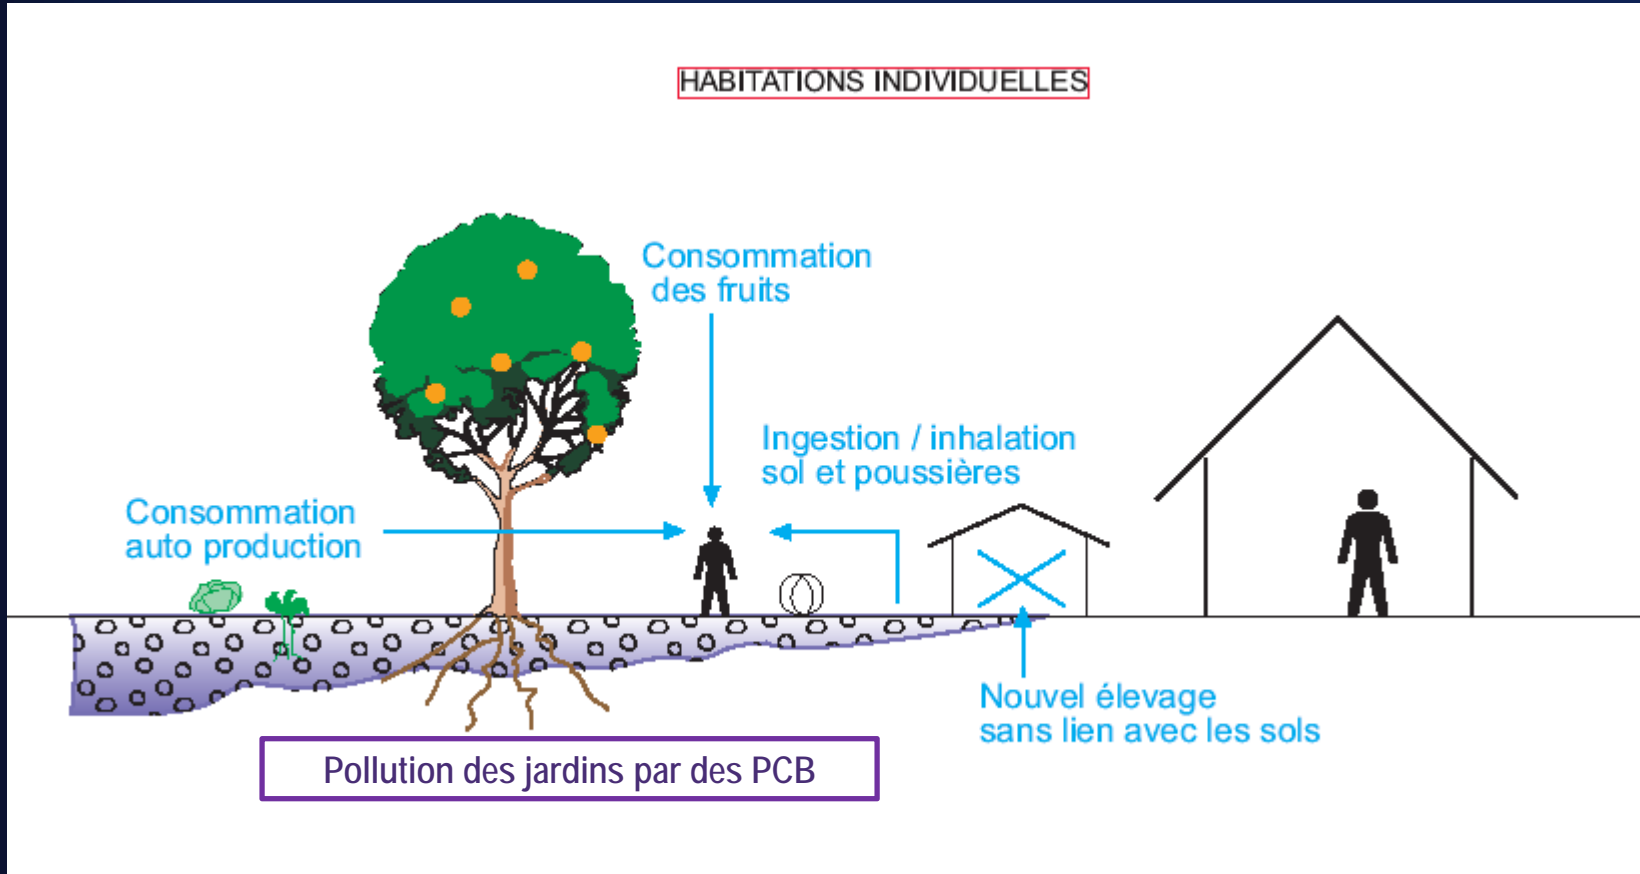 HABITATIONS INDIVIDUELLES
Consommation
des fruits
Ingestion / inhalation
sol et poussières
Consommation
auto production
Nouvel élevage
sans lien avec les sols
Pollution des jardins par des PCB